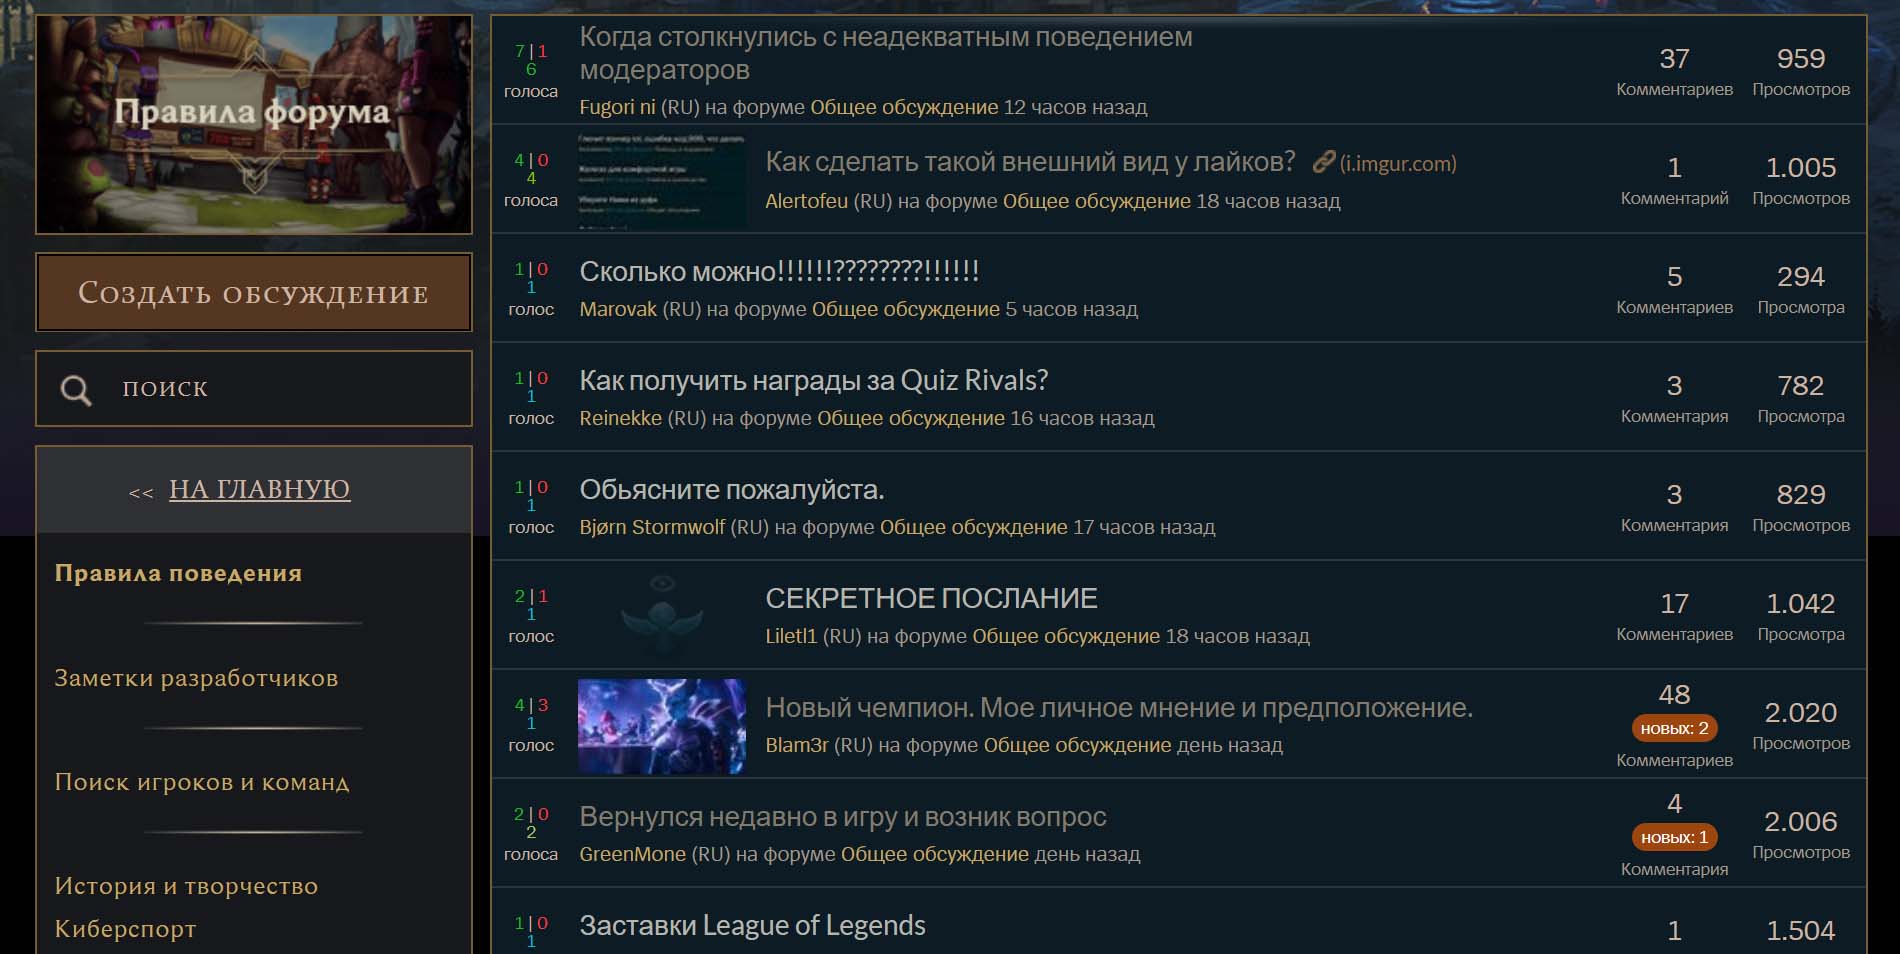 Правила форума
Создать обсуждение
ПОИСК
<< НА ГЛАВНУЮ
Правила поведения
Заметки разработчиков
Поиск игроков и команд
История и творчество
Киберспорт
7|1
6
голоса
Когда столкнулись с неадекватным поведением
модераторов
Fugori ni (RU) на форуме Общее обсуждение 12 часов назад
37
Комментариев
959
Просмотров
4|0
4
голоса
Железо для комфортной игры
Как сделать такой внешний вид у лайков? (i.imgur.com)
Alertofeu (RU) на форуме Общее обсуждение 18 часов назад
1
Комментарий
1.005
Просмотров
1|0
1
голос
Сколько можно!!!!!!????????!!!!!!
Marovak (RU) на форуме Общее обсуждение 5 часов назад
5
Комментариев
294
Просмотра
1|0
1
голос
Как получить награды за Quiz Rivals?
Reinekke (RU) на форуме Общее обсуждение 16 часов назад
3
Комментария
782
Просмотра
1|0
1
голос
Обьясните пожалуйста.
Bjørn Stormwolf (RU) на форуме Общее обсуждение 17 часов назад
3
Комментария
829
Просмотров
2|1
1
голос
СЕКРЕТНОЕ ПОСЛАНИЕ
Liletl1 (RU) на форуме Общее обсуждение 18 часов назад
17
Комментариев
1.042
Просмотра
4|3
1
голос
Новый чемпион. Мое личное мнение и предположение.
Blam3r (RU) на форуме Общее обсуждение день назад
48
новых: 2
Комментариев
2.020
Просмотров
2|0
2
голоса
Вернулся недавно в игру и возник вопрос
GreenMone (RU) на форуме Общее обсуждение день назад
4
новых: 1
Комментария
2.006
Просмотров
1|0
1
Заставки League of Legends
1
1.504